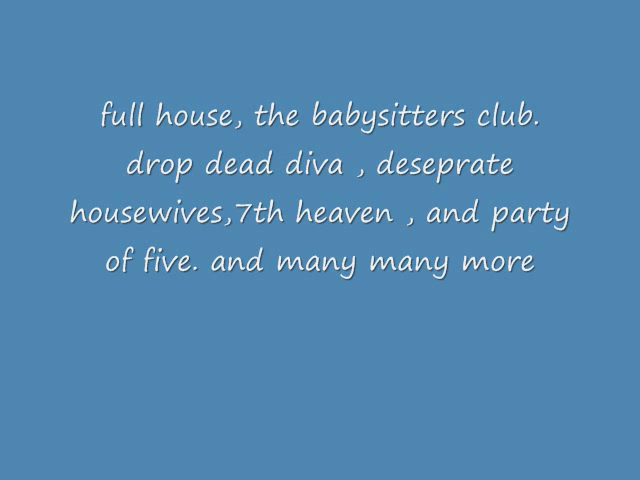 full house, the babysitters club.
drop dead diva , deseprate
housewives,7th heaven , and party
of five. and many many more